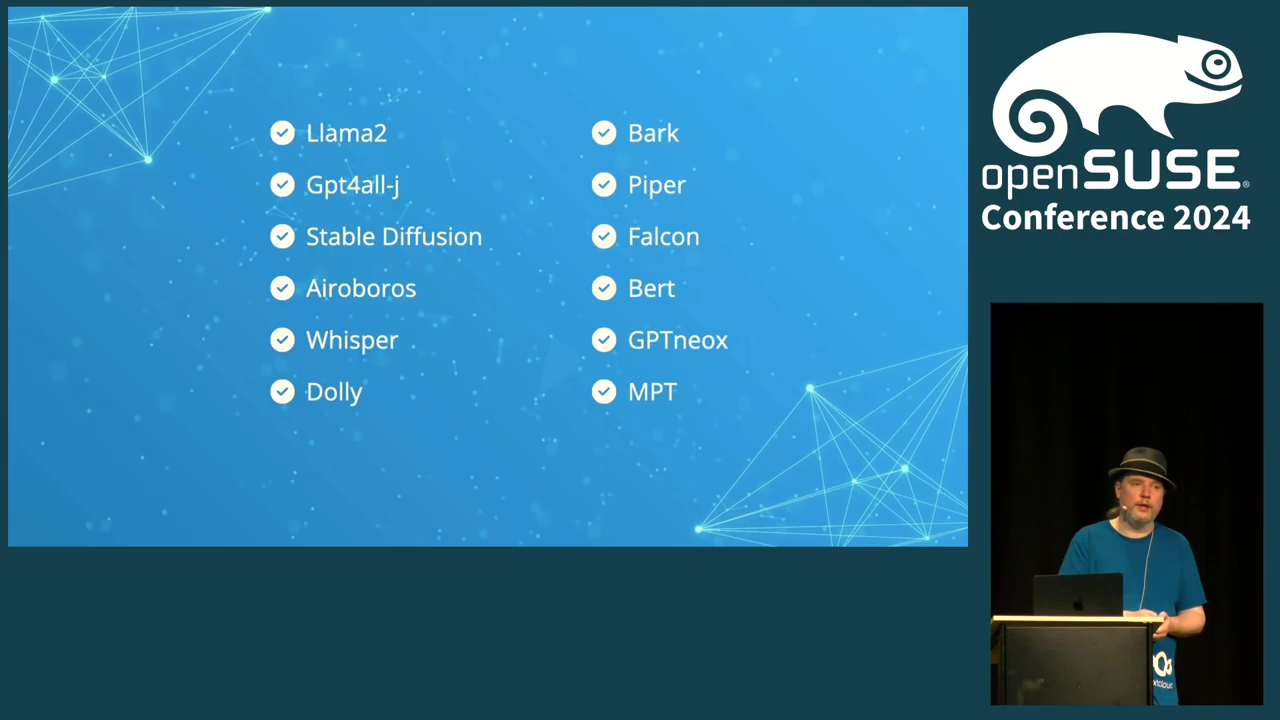 Llama2
Gpt4all-j
Stable Diffusion
Airoboros
Whisper
Dolly
Bark
Piper
Falcon
Bert
GPTneox
MPT
openSUSE®
Conference 2024